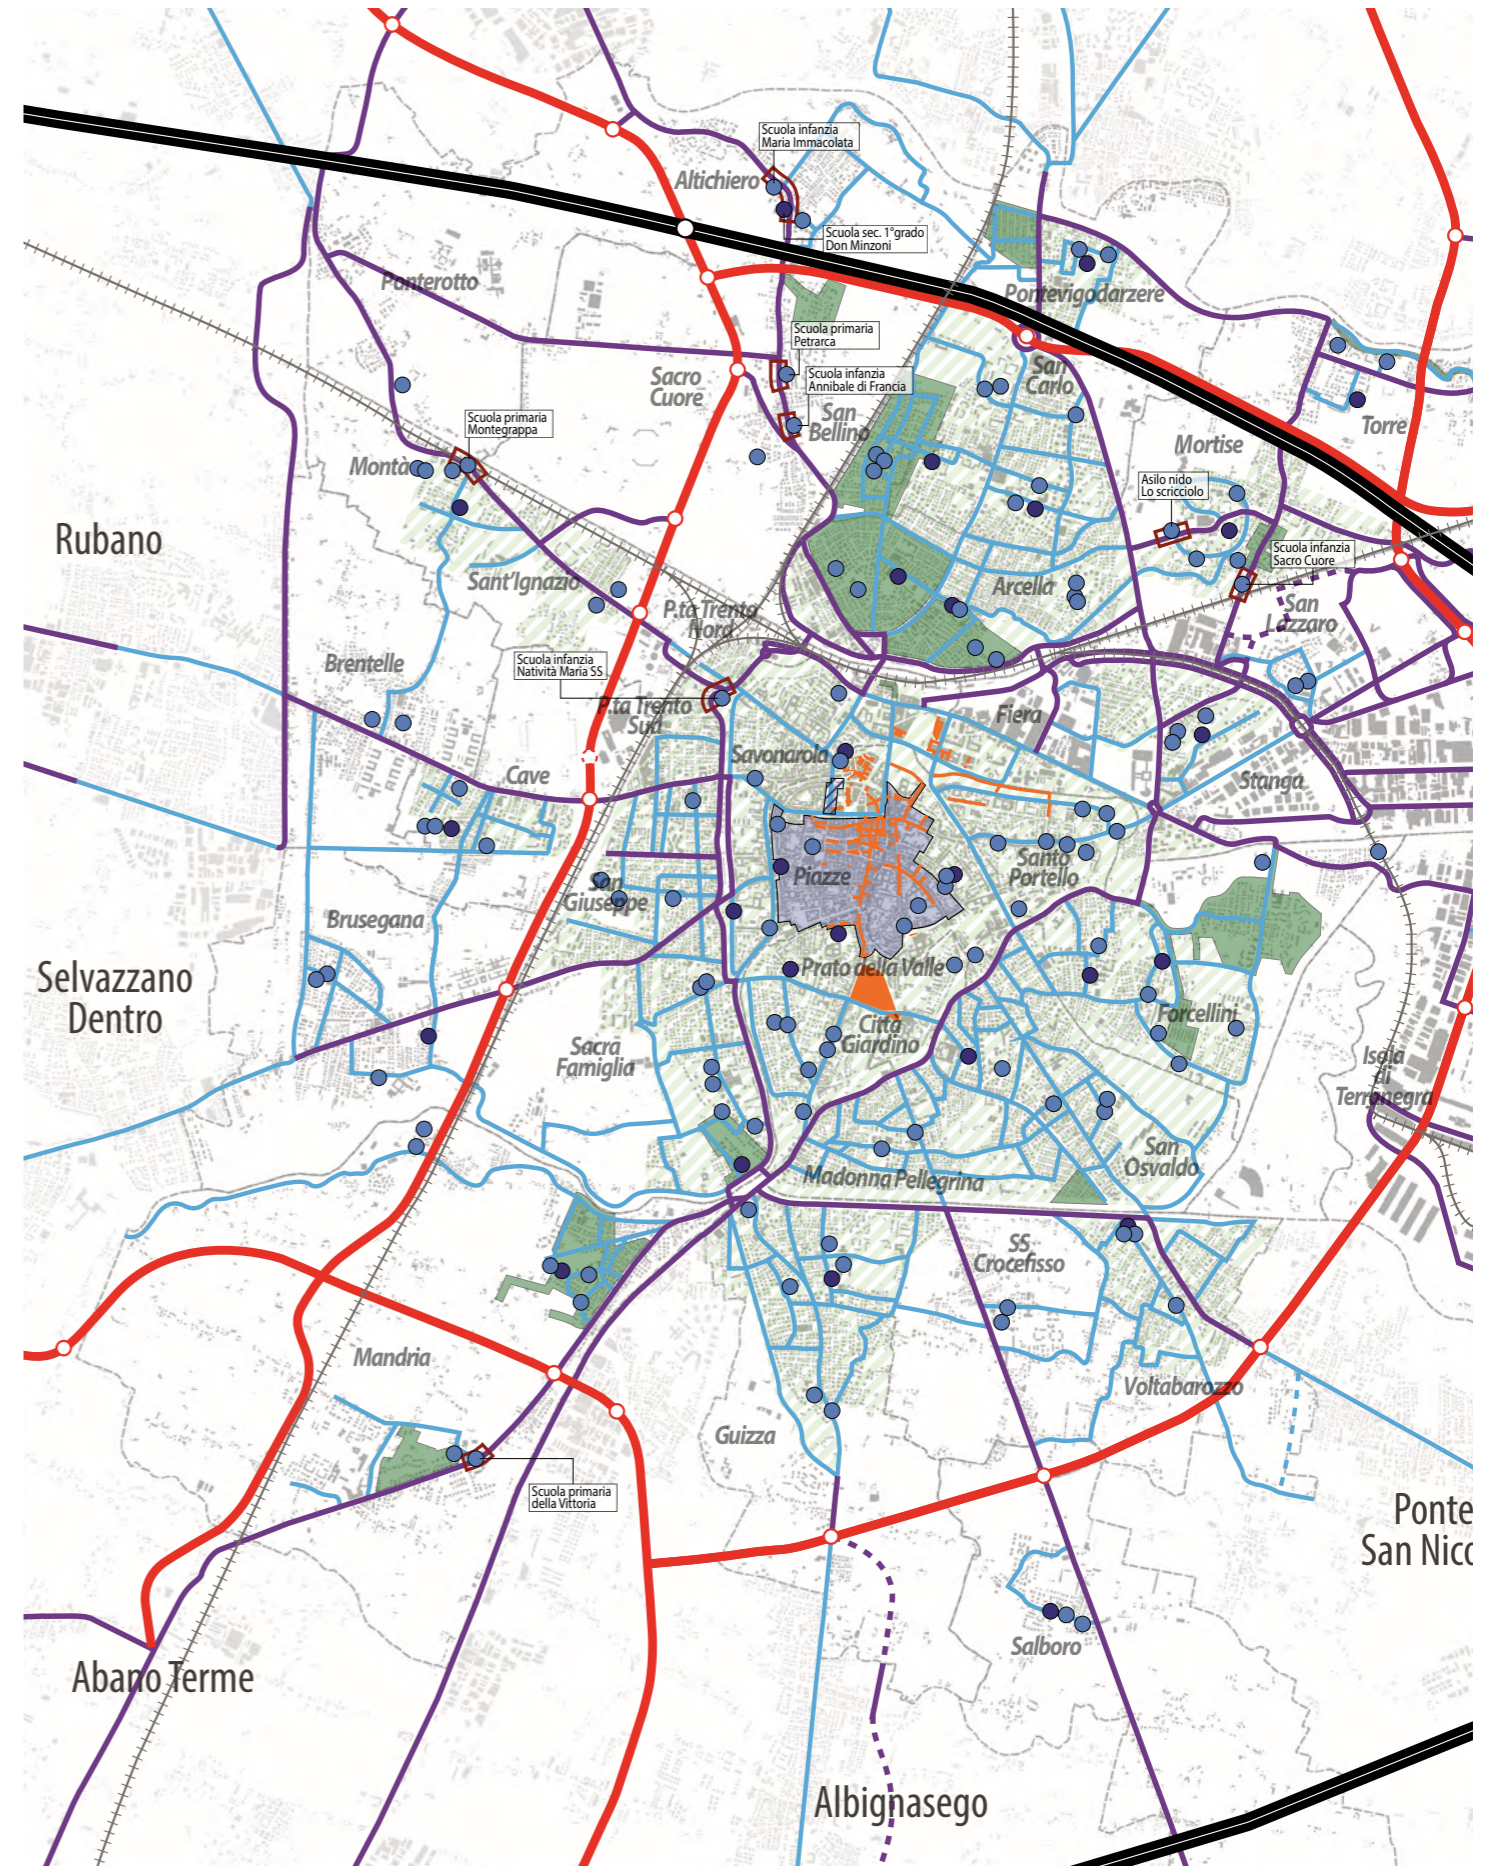 Scuola infanzia
Maria Immacolata
Altichiero
Scuola sec. 1°grado
Don Minzoni
Ponterotto
Pontevigodarzere
Scuola primaria
Petrarca
Sacro
Cuore
Scuola infanzia
Annibale di Francia
San
Carlo
San
Bellino
Scuola primaria
Montegrappa
Torre
Mortise
Montà
Asilo nido
Lo scricciolo
Rubano
Scuola infanzia
Sacro Cuore
Sant'Ignazio
Arcella
P.ta Trento
Nord
San
Lazzaro
Brentelle
Scuola infanzia
Natività Maria SS
P.ta Trento
Sud
Fiera
Savonarola
Cave
Stanga
Santo
Portello
Piazze
San
Giuseppe
Brusegana
Selvazzano
Dentro
Prato della Valle
Forcellini
Città
Giardino
Sacra
Famiglia
Isola
di
Terranegra
San
Osvaldo
Madonna Pellegrina
SS
Crocefisso
Mandria
Voltabarozzo
Guizza
Scuola primaria
della Vittoria
Ponte
San Nicc
Salboro
Abano Terme
Albignasego